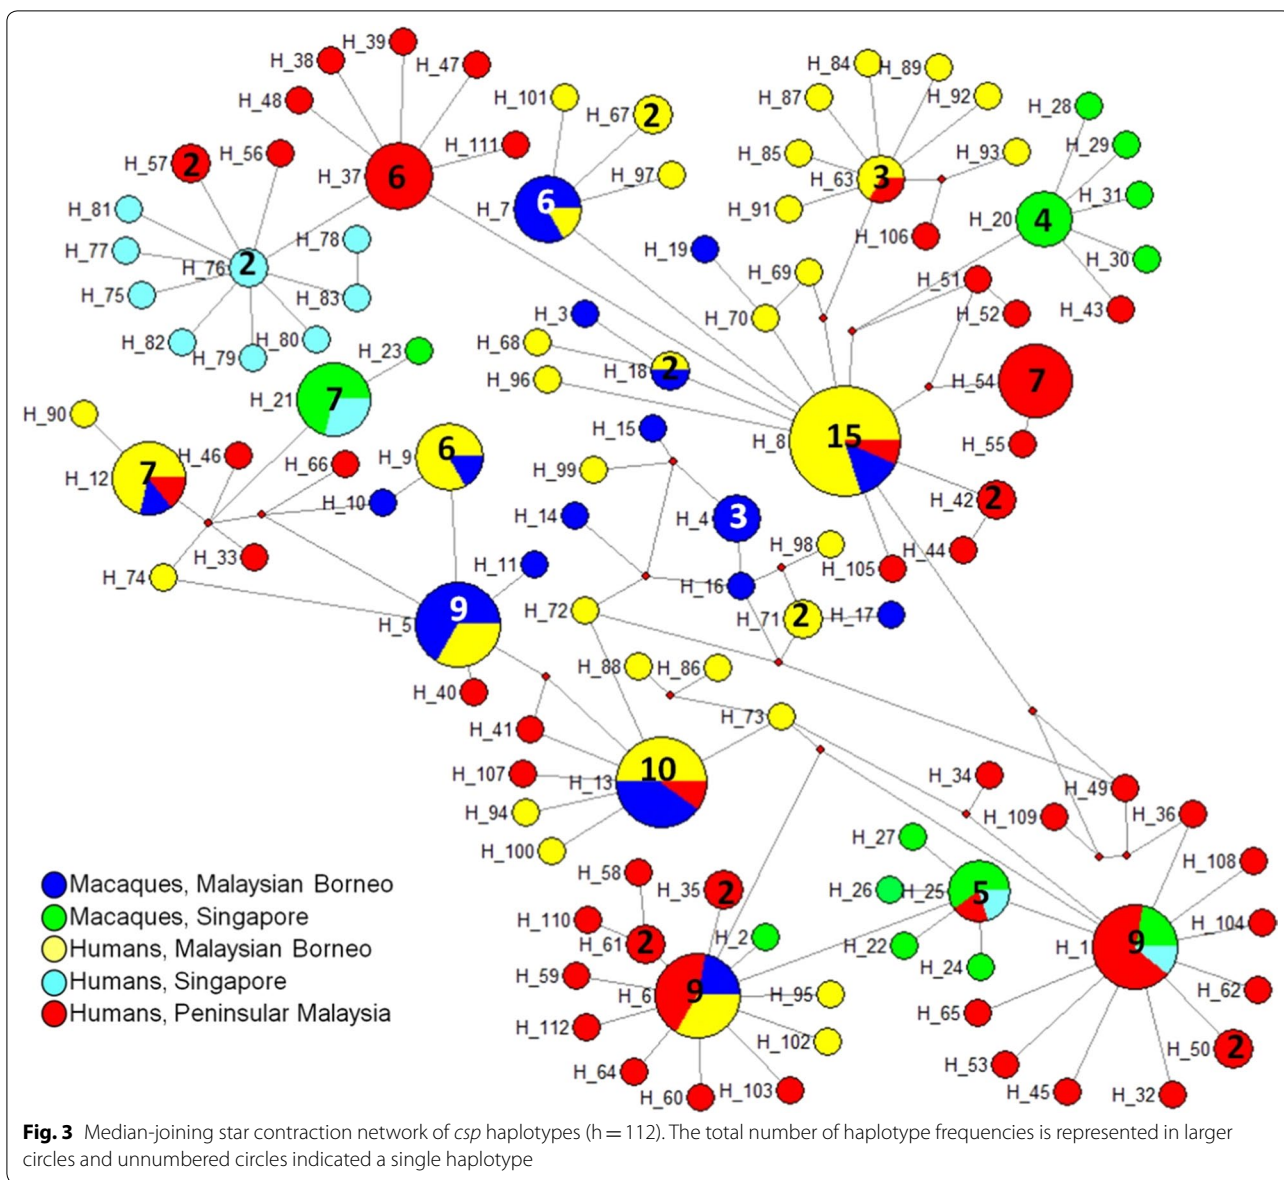 H_39
H_38
H_47
H_48
H_111
H_57
2
H_56
H_37
6
H_101
H_67
2
H_97
H_7
6
H_84
H_89
H_87
H_92
H_85
H_93
H_63
3
H_91
H_106
H_28
H_29
H_31
H_20
4
H_30
H_43
H_81
H_77
H_76
2
H_78
H_75
H_83
H_82
H_79
H_80
H_19
H_69
H_70
H_51
H_52
H_3
H_68
H_18
2
H_96
H_23
H_21
7
H_54
7
H_55
H_8
15
H_90
H_12
7
H_46
H_66
H_9
6
H_10
H_15
H_99
H_4
3
H_14
H_42
2
H_44
H_105
H_98
H_33
H_74
H_11
H_5
9
H_16
H_72
H_71
2
H_17
H_40
H_88
H_86
H_41
H_73
H_107
H_13
10
H_94
H_100
H_34
H_49
H_109
H_36
H_27
H_26
H_25
5
H_22
H_24
H_108
H_104
H_1
9
H_62
H_65
H_53
H_45
H_32
H_50
2
H_58
H_35
2
H_110
H_61
2
H_2
H_59
H_6
9
H_95
H_112
H_102
H_64
H_60
H_103
Macaques, Malaysian Borneo
Macaques, Singapore
Humans, Malaysian Borneo
Humans, Singapore
Humans, Peninsular Malaysia
Fig. 3 Median-joining star contraction network of csp haplotypes (h = 112). The total number of haplotype frequencies is represented in larger
circles and unnumbered circles indicated a single haplotype